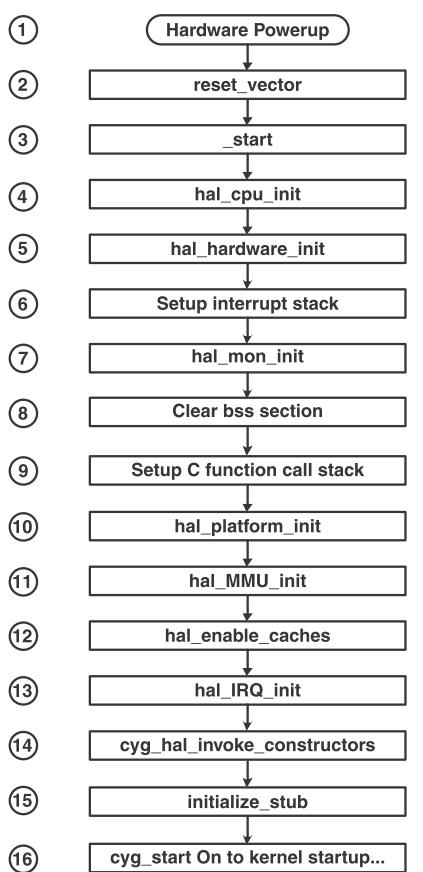 1 Hardware Powerup
2 reset_vector
3 _start
4 hal_cpu_init
5 hal_hardware_init
6 Setup interrupt stack
7 hal_mon_init
8 Clear bss section
9 Setup C function call stack
10 hal_platform_init
11 hal_MMU_init
12 hal_enable_caches
13 hal_IRQ_init
14 cyg_hal_invoke_constructors
15 initialize_stub
16 cyg_start On to kernel startup...